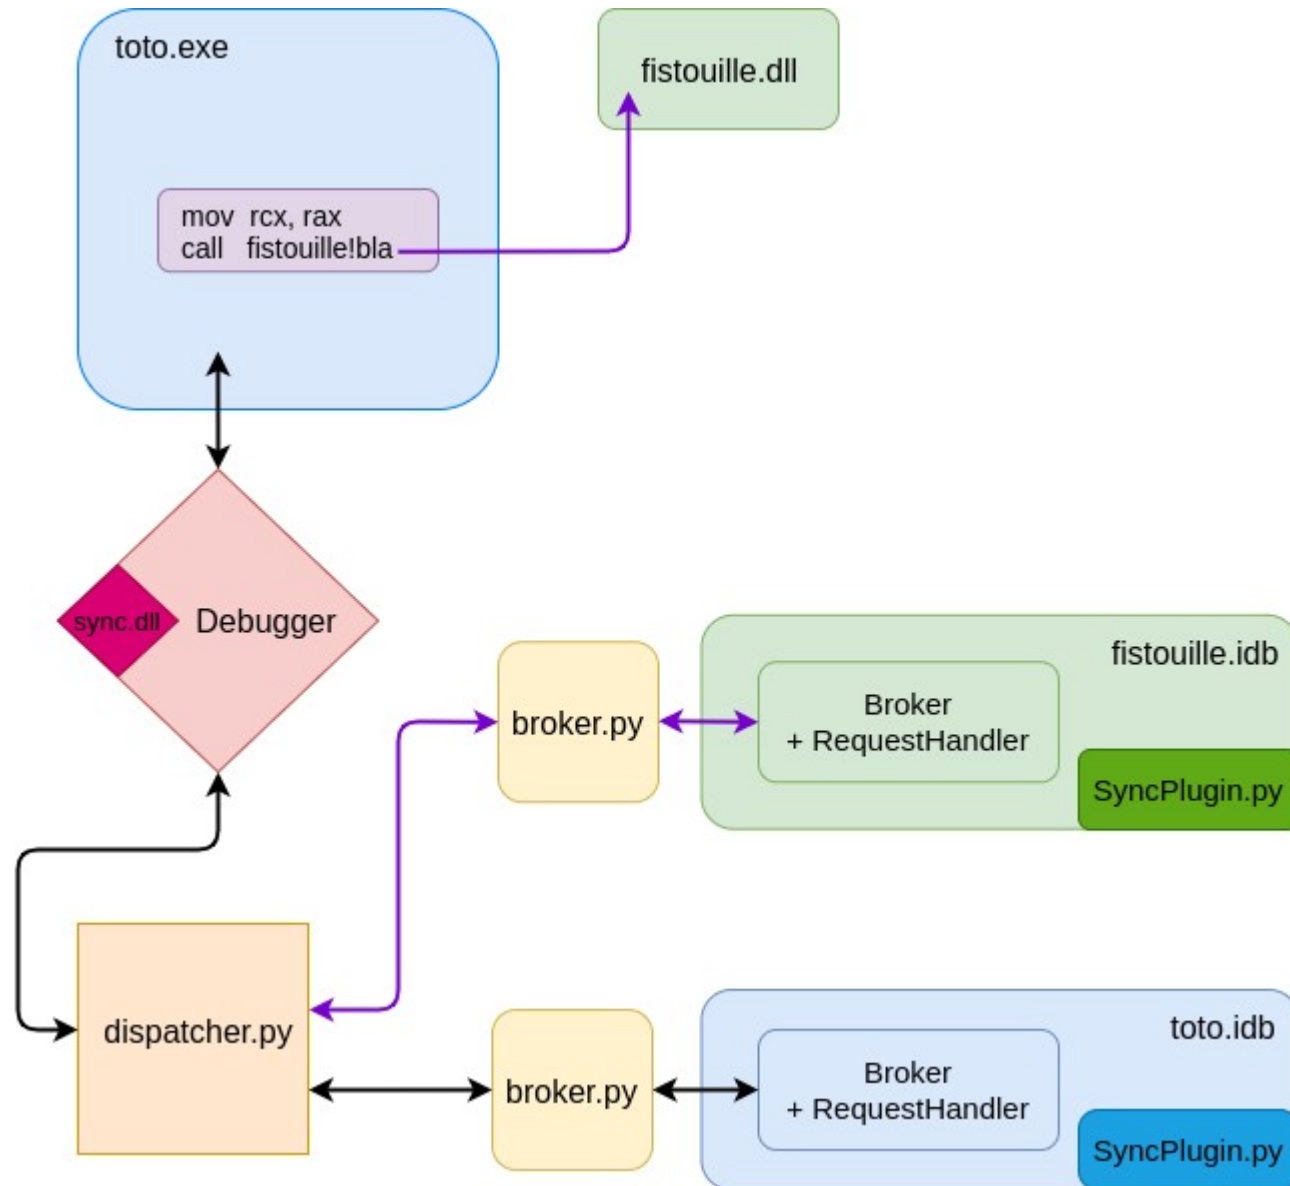 toto.exe
fistouille.dll
mov rcx, rax
call fistouille!bla
sync.dll
Debugger
fistouille.idb
Broker
+ RequestHandler
broker.py
SyncPlugin.py
dispatcher.py
toto.idb
Broker
+ RequestHandler
broker.py
SyncPlugin.py